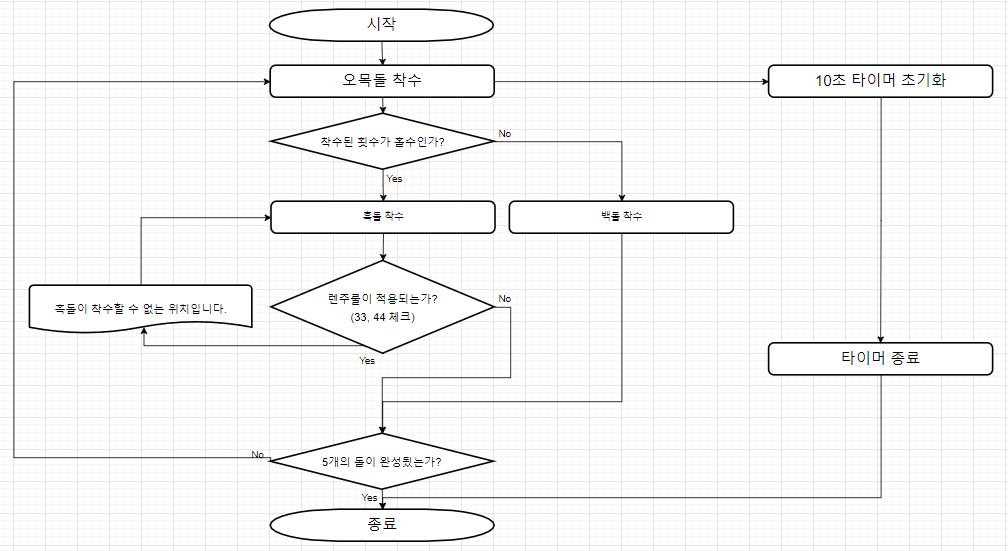 시작
오목돌 착수
10초 타이머 초기화
착수된 횟수가 홀수인가?
No
Yes
흑돌 착수
백돌 착수
렌주룰이 적용되는가?
(33, 44 체크)
No
흑돌이 착수할 수 없는 위치입니다.
Yes
타이머 종료
5개의 돌이 완성됐는가?
No
Yes
종료